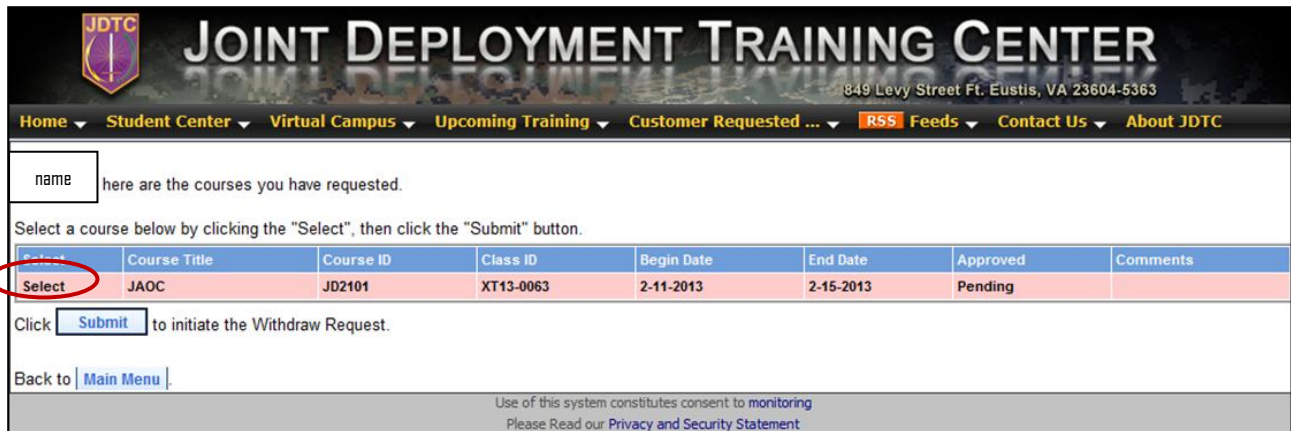 JDTC
JOINT DEPLOYMENT TRAINING CENTER
849 Levy Street Ft. Eustis, VA 23604-5363
Home Student Center Virtual Campus Upcoming Training Customer Requested ... RSS Feeds Contact Us About JDTC
name here are the courses you have requested.
Select a course below by clicking the "Select", then click the "Submit" button.
Select Course Title Course ID Class ID Begin Date End Date Approved Comments
Select JAOC JD2101 XT13-0063 2-11-2013 2-15-2013 Pending
Click Submit to initiate the Withdraw Request.
Back to Main Menu.
Use of this system constitutes consent to monitoring
Please Read our Privacy and Security Statement